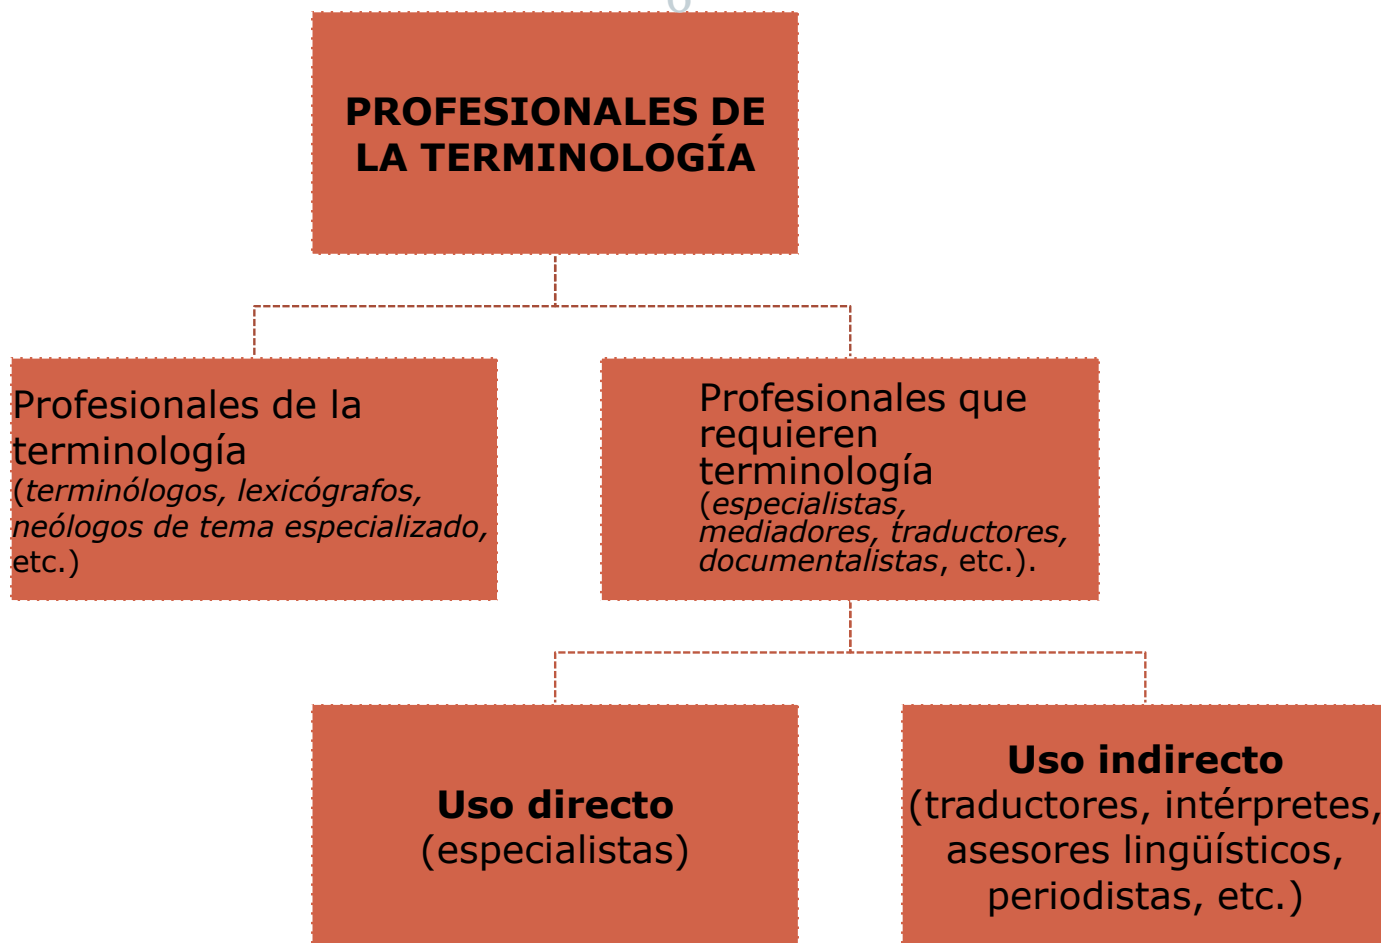 PROFESIONALES DE
LA TERMINOLOGÍA
Profesionales de la
terminología
(terminólogos, lexicógrafos,
neólogos de tema especializado,
etc.)
Profesionales que
requieren
terminología
(especialistas,
mediadores, traductores,
documentalistas, etc.).
Uso directo
(especialistas)
Uso indirecto
(traductores, intérpretes,
asesores lingüísticos,
periodistas, etc.)